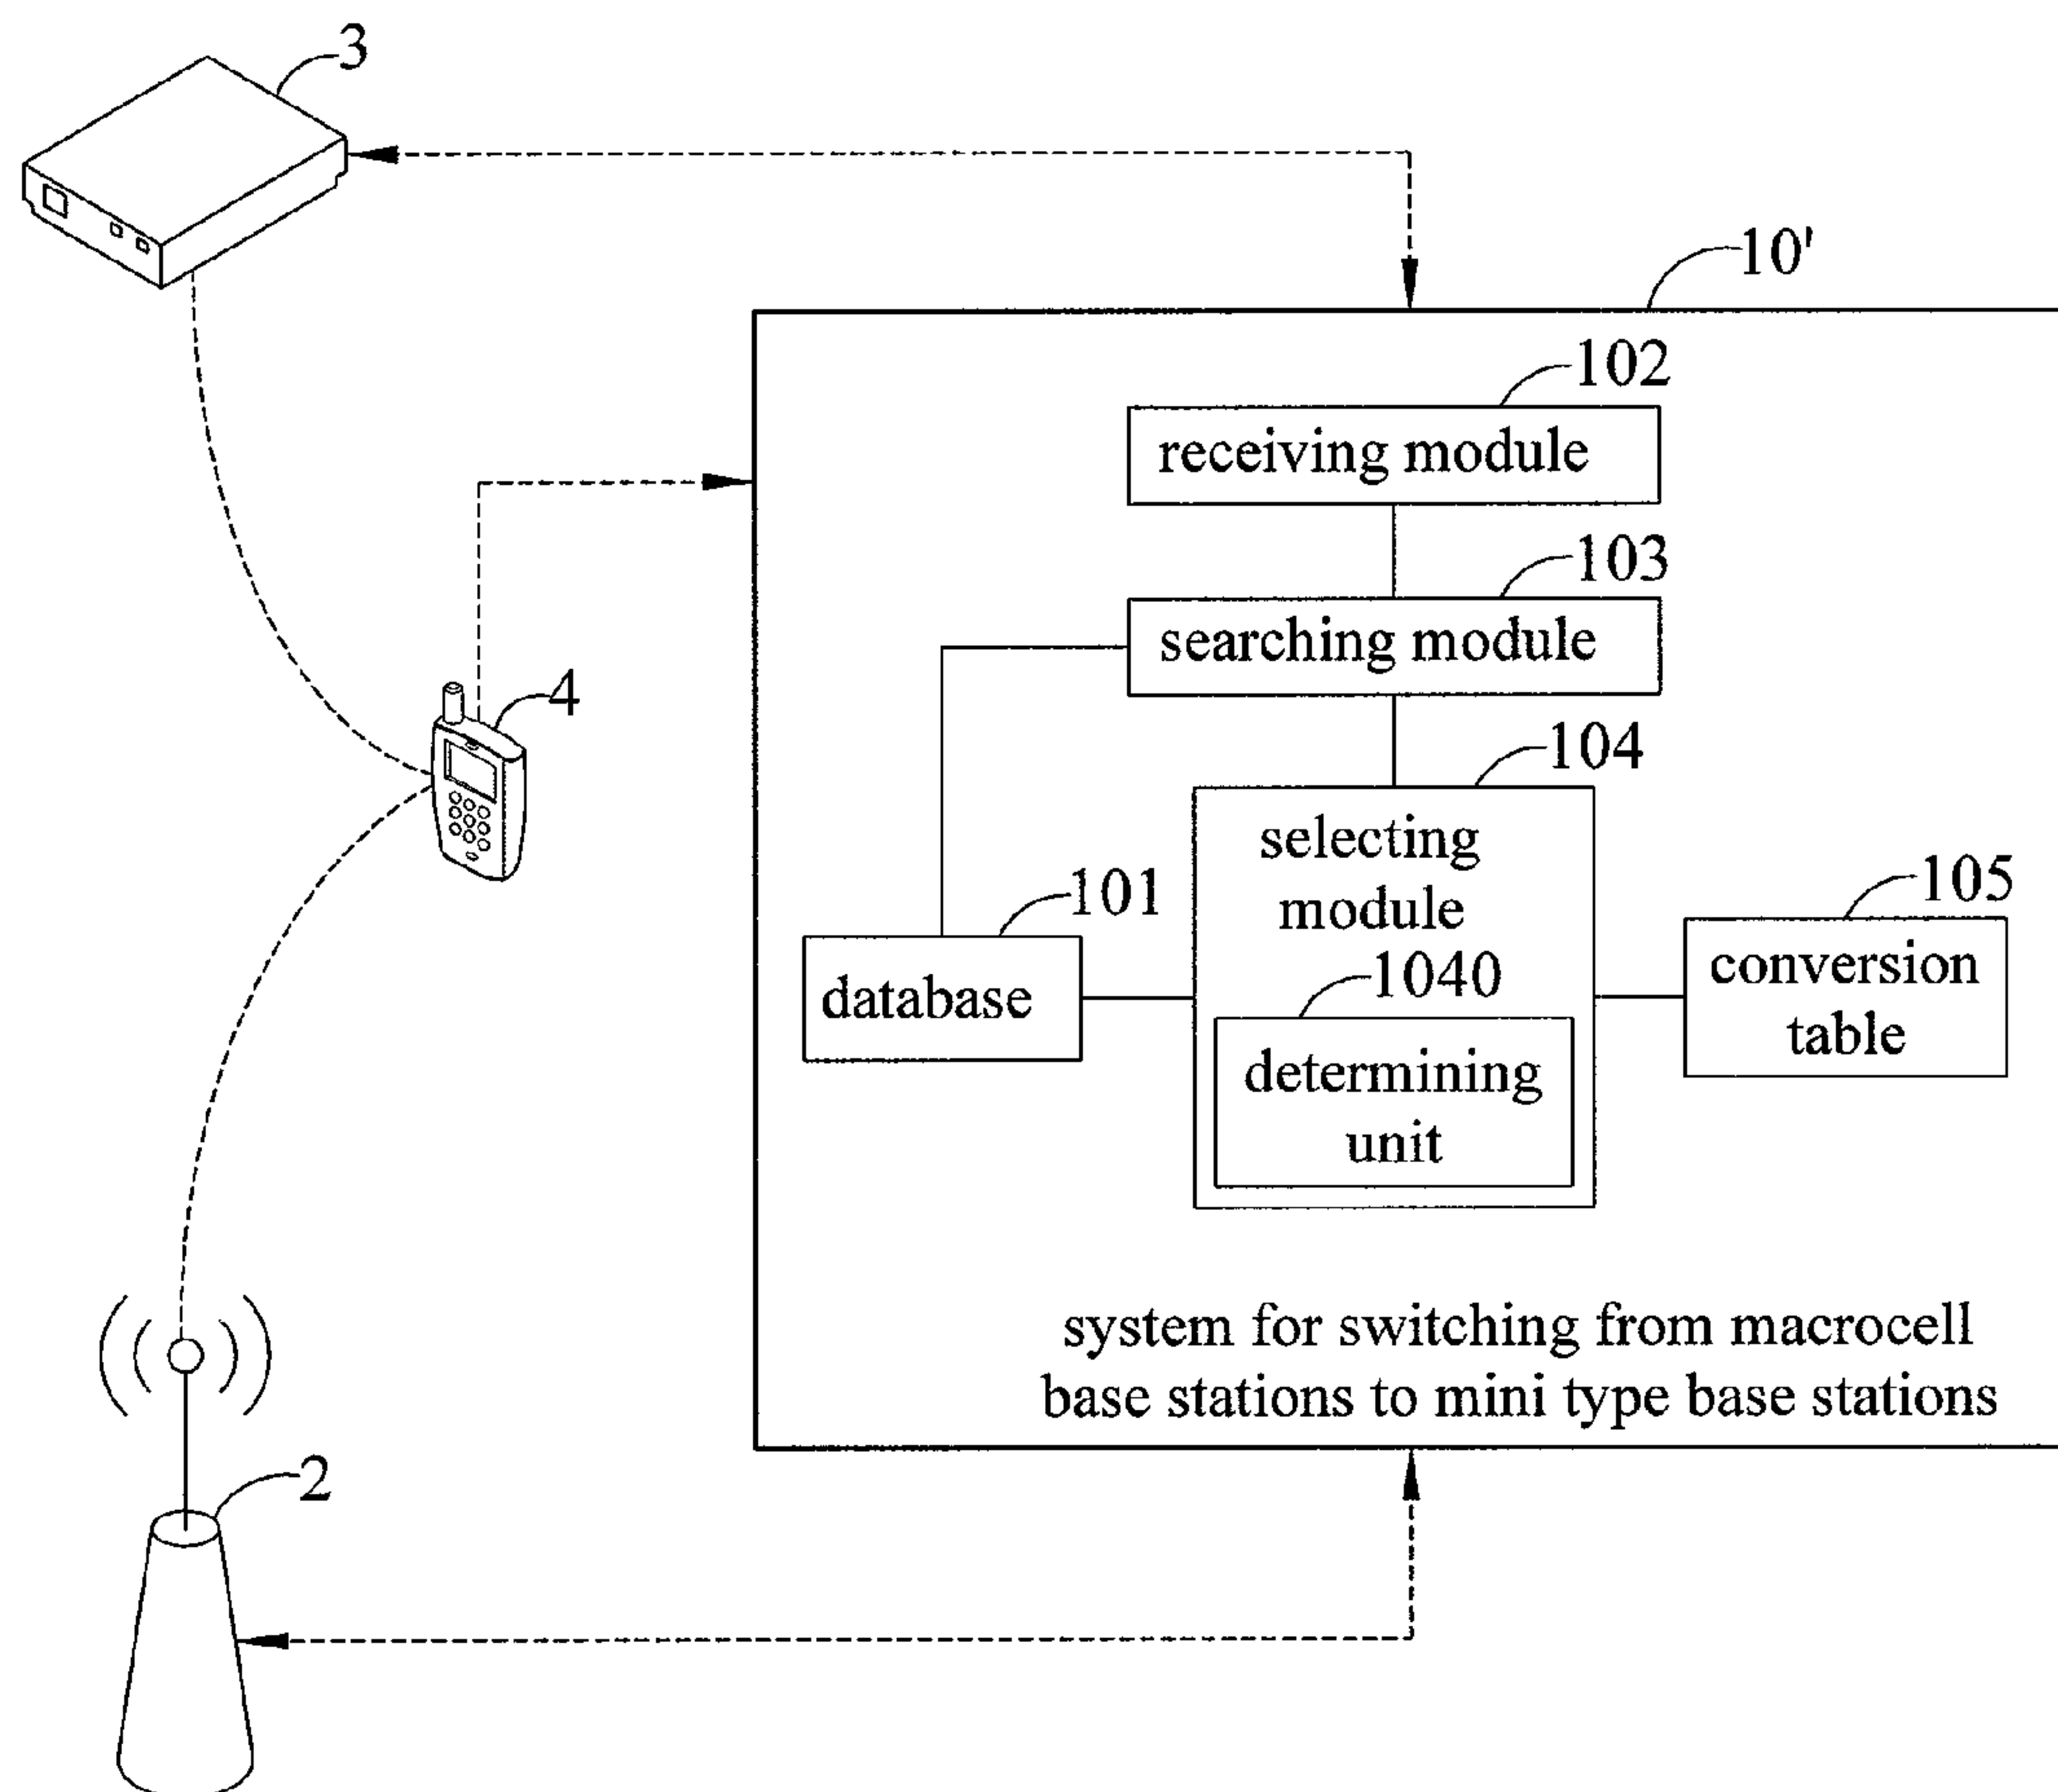 3
10'
102
receiving module
103
searching module
4
104
selecting
module
101
105
database
conversion
table
1040
determining
unit
system for switching from macrocell
base stations to mini type base stations
2